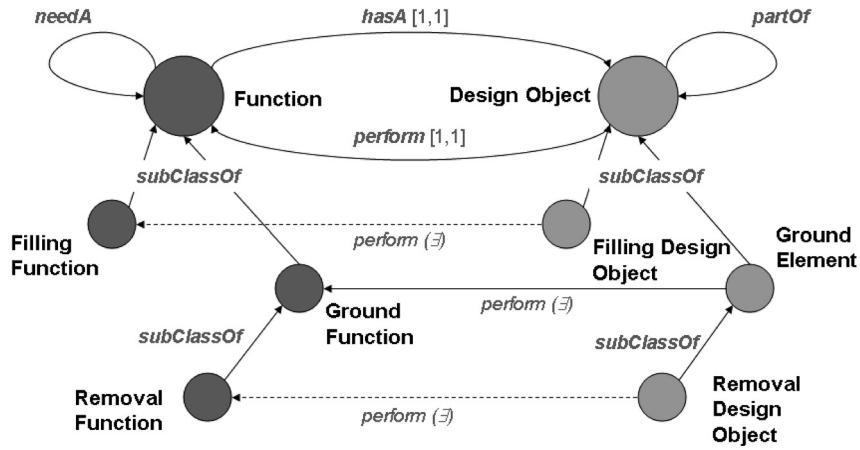 needA
hasA [1,1]
partOf
Function
Design Object
perform [1,1]
subClassOf
subClassOf
Filling
Function
perform (∃)
Filling Design
Object
Ground
Element
Ground
Function
perform (∃)
subClassOf
subClassOf
Removal
Function
perform (∃)
Removal
Design
Object